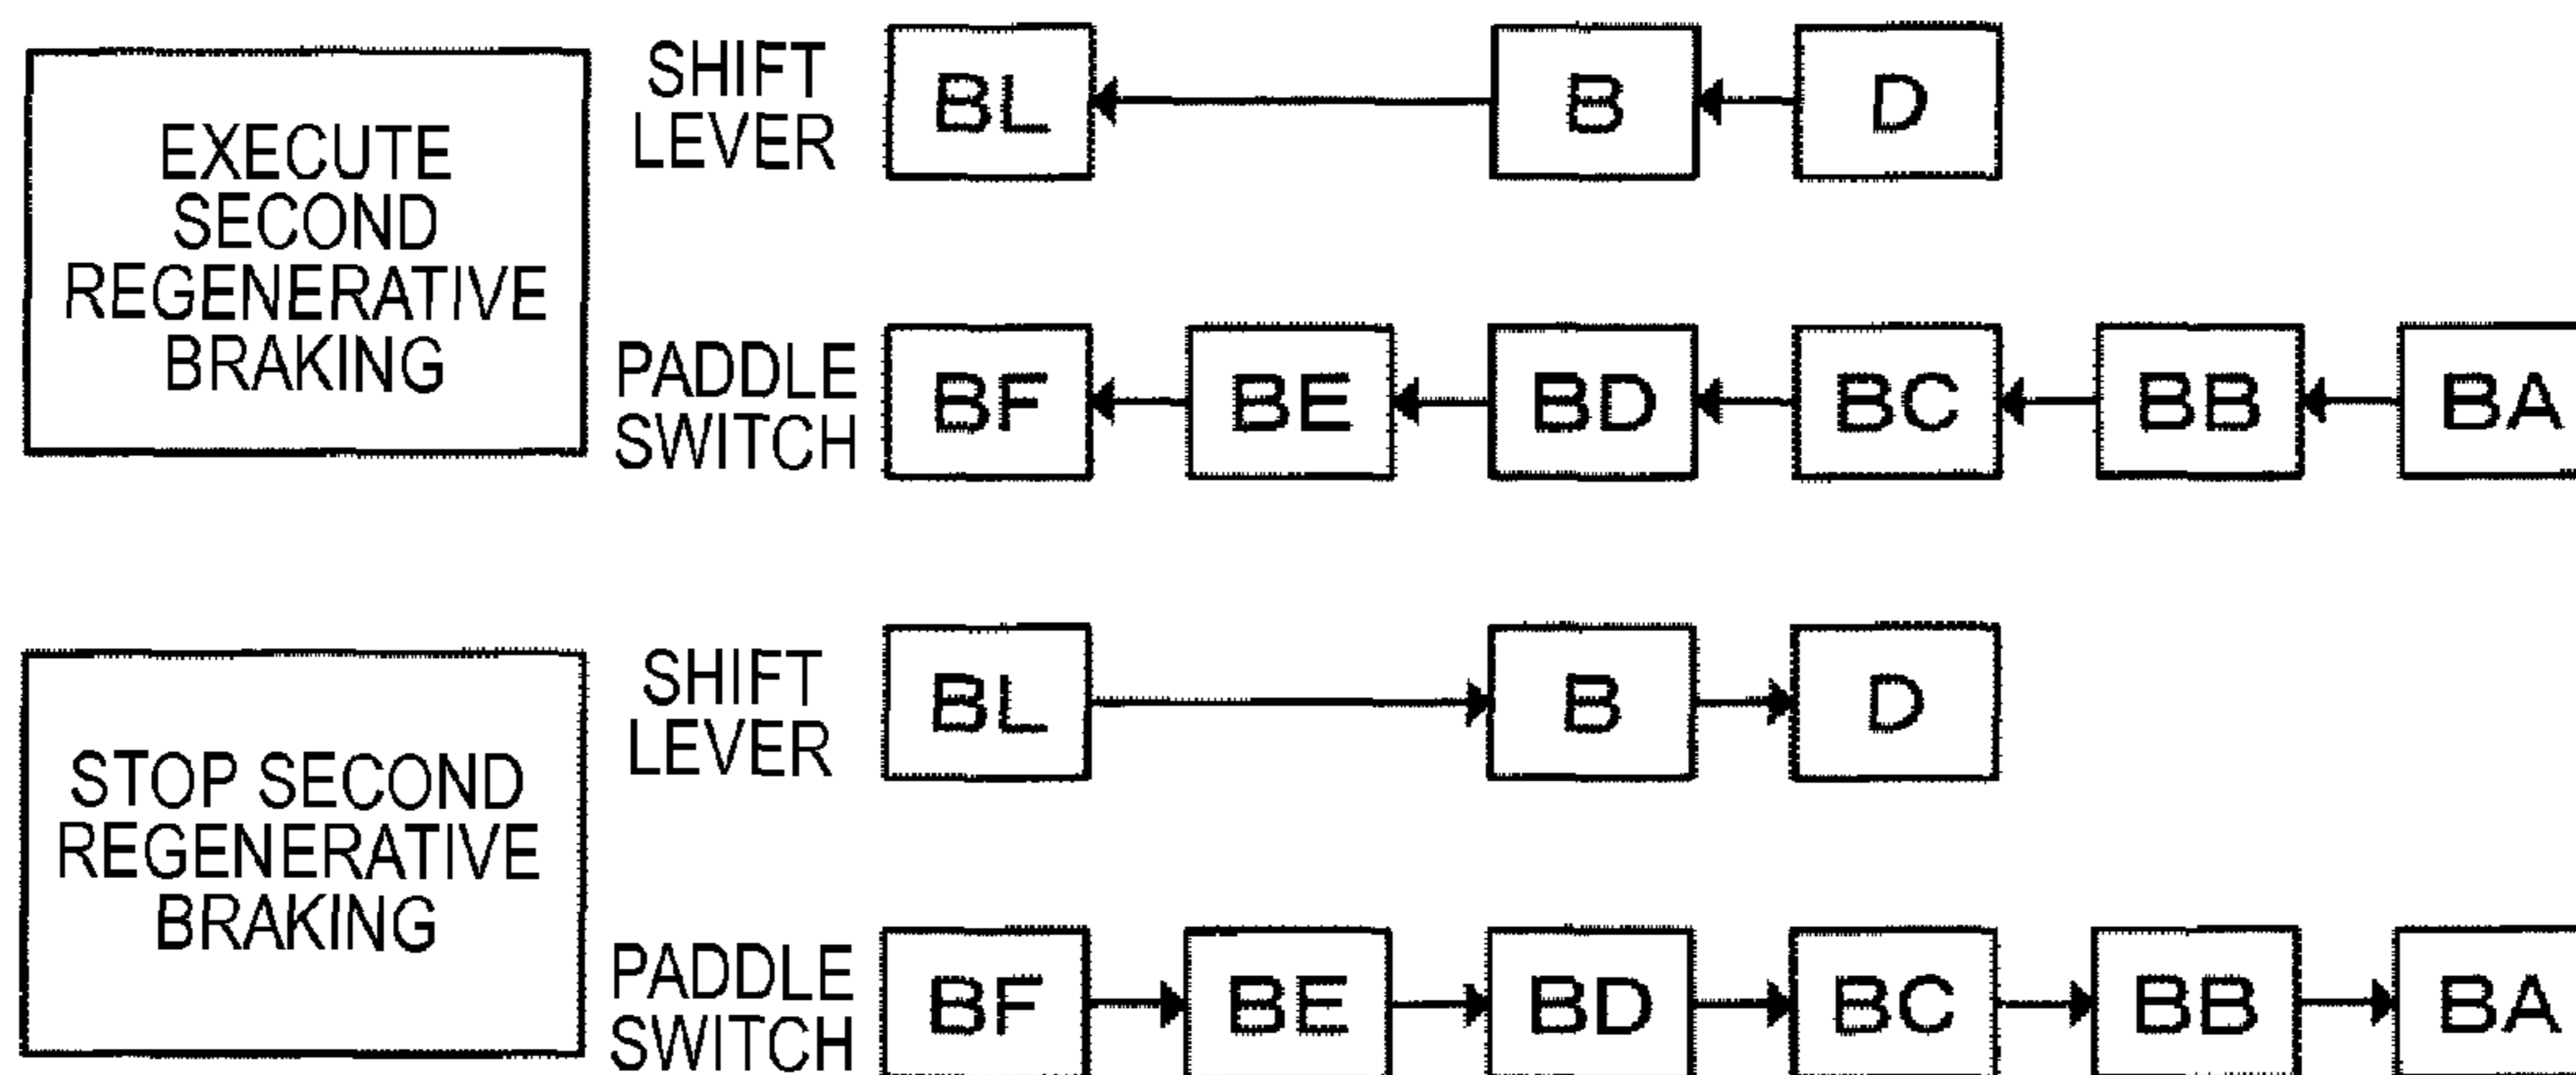 EXECUTE
SECOND
REGENERATIVE
BRAKING
SHIFT
LEVER
BL B D
PADDLE
SWITCH
BF BE BD BC BB BA
STOP SECOND
REGENERATIVE
BRAKING
SHIFT
LEVER
BL B D
PADDLE
SWITCH
BF BE BD BC BB BA